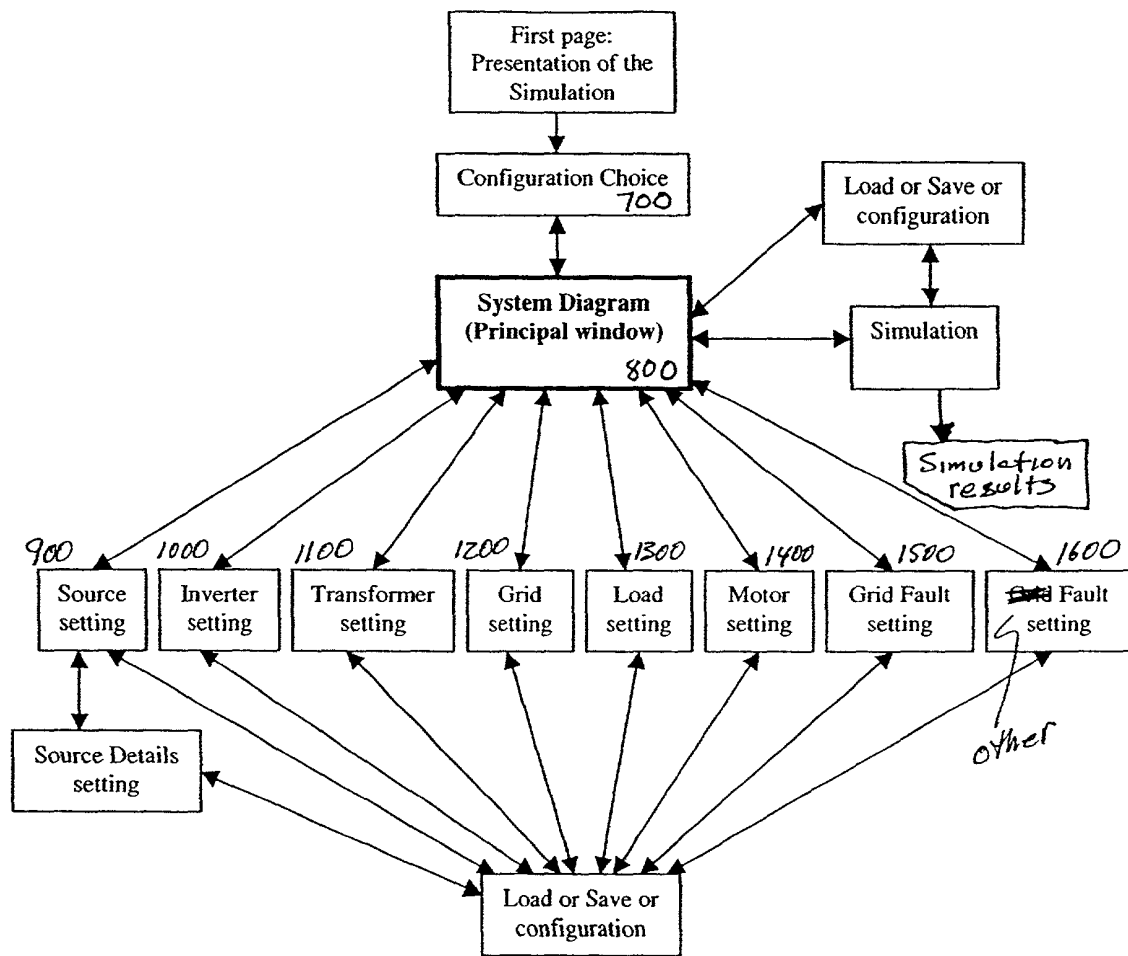 First page:
Presentation of the
Simulation
Configuration Choice
700
Load or Save or
configuration
System Diagram
(Principal window)
800
Simulation
Simulation
results
900
1000
1100
1200
1300
1400
1500
1600
Source
setting
Inverter
setting
Transformer
setting
Grid
setting
Load
setting
Motor
setting
Grid Fault
setting
Grid Fault
setting
other
Source Details
setting
Load or Save or
configuration